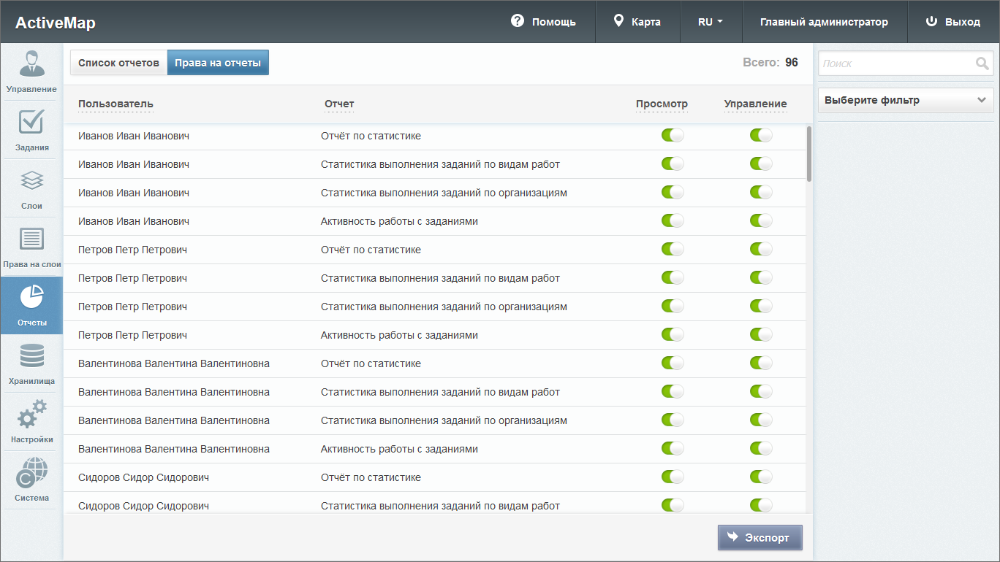 ActiveMap
Помощь
Карта
RU
Главный администратор
Выход
Управление
Задания
Слои
Права на слои
Отчеты
Хранилища
Настройки
Система
Список отчетов
Права на отчеты
Всего: 96
Пользователь Отчет Просмотр Управление
Иванов Иван Иванович Отчёт по статистике
Иванов Иван Иванович Статистика выполнения заданий по видам работ
Иванов Иван Иванович Статистика выполнения заданий по организациям
Иванов Иван Иванович Активность работы с заданиями
Петров Петр Петрович Отчёт по статистике
Петров Петр Петрович Статистика выполнения заданий по видам работ
Петров Петр Петрович Статистика выполнения заданий по организациям
Петров Петр Петрович Активность работы с заданиями
Валентинова Валентина Валентиновна Отчёт по статистике
Валентинова Валентина Валентиновна Статистика выполнения заданий по видам работ
Валентинова Валентина Валентиновна Статистика выполнения заданий по организациям
Валентинова Валентина Валентиновна Активность работы с заданиями
Сидоров Сидор Сидорович Отчёт по статистике
Сидоров Сидор Сидорович Статистика выполнения заданий по видам работ
Экспорт
Поиск
Выберите фильтр